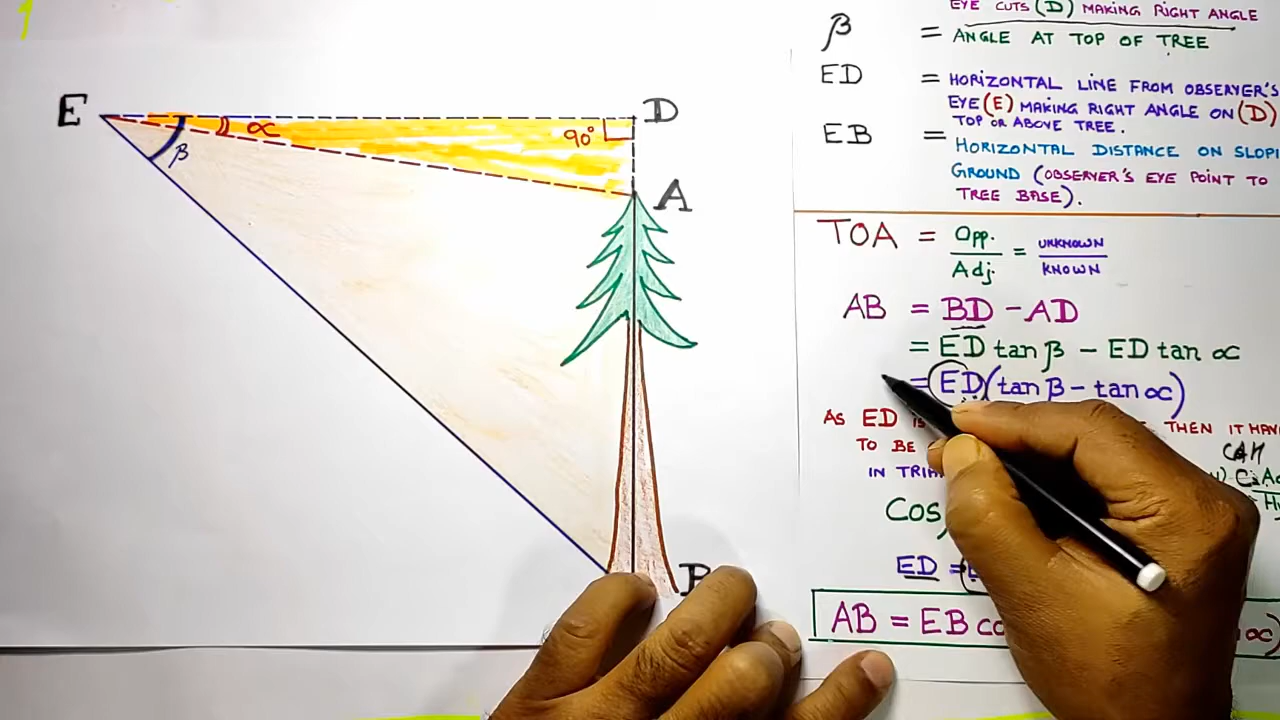 E
D
90°
α
β
A
B
EYE CUTS (D) MAKING RIGHT ANGLE
β = ANGLE AT TOP OF TREE
ED = HORIZONTAL LINE FROM OBSERVER'S
EYE (E) MAKING RIGHT ANGLE ON (D)
TOP OR ABOVE TREE.
EB = HORIZONTAL DISTANCE ON SLOPI
GROUND (OBSERVER'S EYE POINT TO
TREE BASE).
TOA = Opp. / Adj. = UNKNOWN / KNOWN
AB = BD - AD
= ED tan β - ED tan α
= ED (tan β - tan α)
AS ED IS THEN IT HAV
TO BE CAH
IN TRIA
Cos
ED =
AB = EB co α)